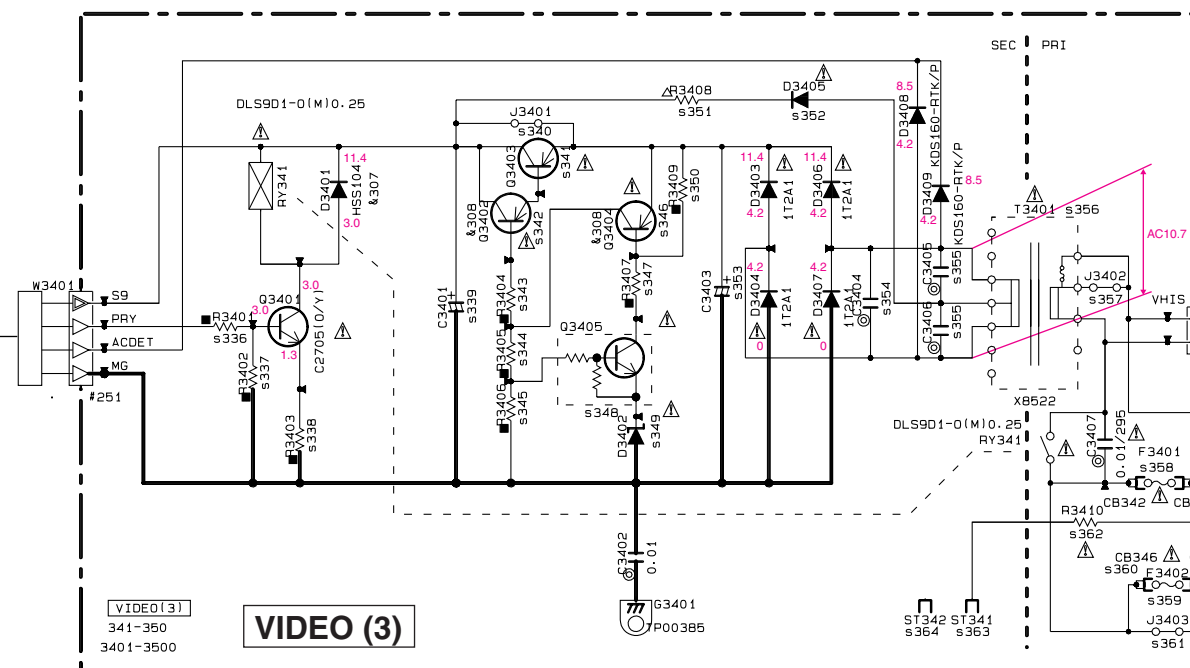 SEC PRI
DLS9D1-0(M)0.25
R3408
s351
D3405
s352
8.5
D3408
4.2
KDS160-RTK/P
J3401
s340
Q3403
s341
RY341
11.4
D3401
HSS104
&307
3.0
&308
Q3402
s342
&308
Q3404
s346
R3409
s350
11.4
D3403
4.2
1T2A1
11.4
D3406
4.2
1T2A1
D3409
4.2
KDS160-RTK/P
8.5
T3401 s356
AC10.7
W3401
S9
PRY
ACDET
MG
#251
3.0
Q3401
3.0
1.3
C2705(O/Y)
R3401
s336
R3402
s337
R3403
s338
C3401
+
s339
R3404
s343
R3405
s344
R3406
s345
R3407
s347
Q3405
s348
D3402
s349
C3403
+
s353
4.2
D3404
0
1T2A1
4.2
D3407
0
1T2A1
C3404
s354
C3405
s355
C3406
s355
J3402
s357
VHIS
X8522
DLS9D1-0(M)0.25
RY341
C3407
0.01/295
F3401
s358
CB342
CB
R3410
s362
CB346
s360
F3402
s359
J3403
s361
C3402
0.01
G3401
TP00385
ST342
s364
ST341
s363
VIDEO(3)
341-350
3401-3500
VIDEO (3)